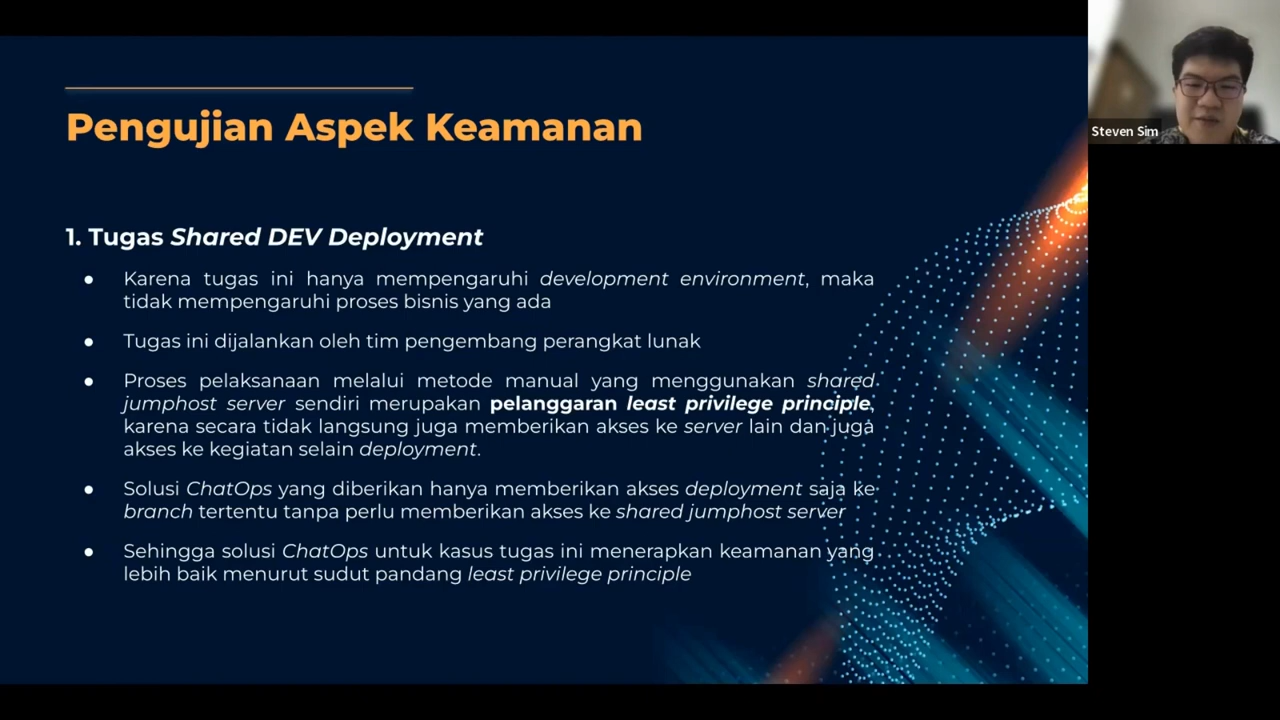 Pengujian Aspek Keamanan
1. Tugas Shared DEV Deployment
● Karena tugas ini hanya mempengaruhi development environment, maka
tidak mempengaruhi proses bisnis yang ada
● Tugas ini dijalankan oleh tim pengembang perangkat lunak
● Proses pelaksanaan melalui metode manual yang menggunakan shared
jumphost server sendiri merupakan pelanggaran least privilege principle,
karena secara tidak langsung juga memberikan akses ke server lain dan juga
akses ke kegiatan selain deployment.
● Solusi ChatOps yang diberikan hanya memberikan akses deployment saja ke
branch tertentu tanpa perlu memberikan akses ke shared jumphost server
● Sehingga solusi ChatOps untuk kasus tugas ini menerapkan keamanan yang
lebih baik menurut sudut pandang least privilege principle
Steven Sim